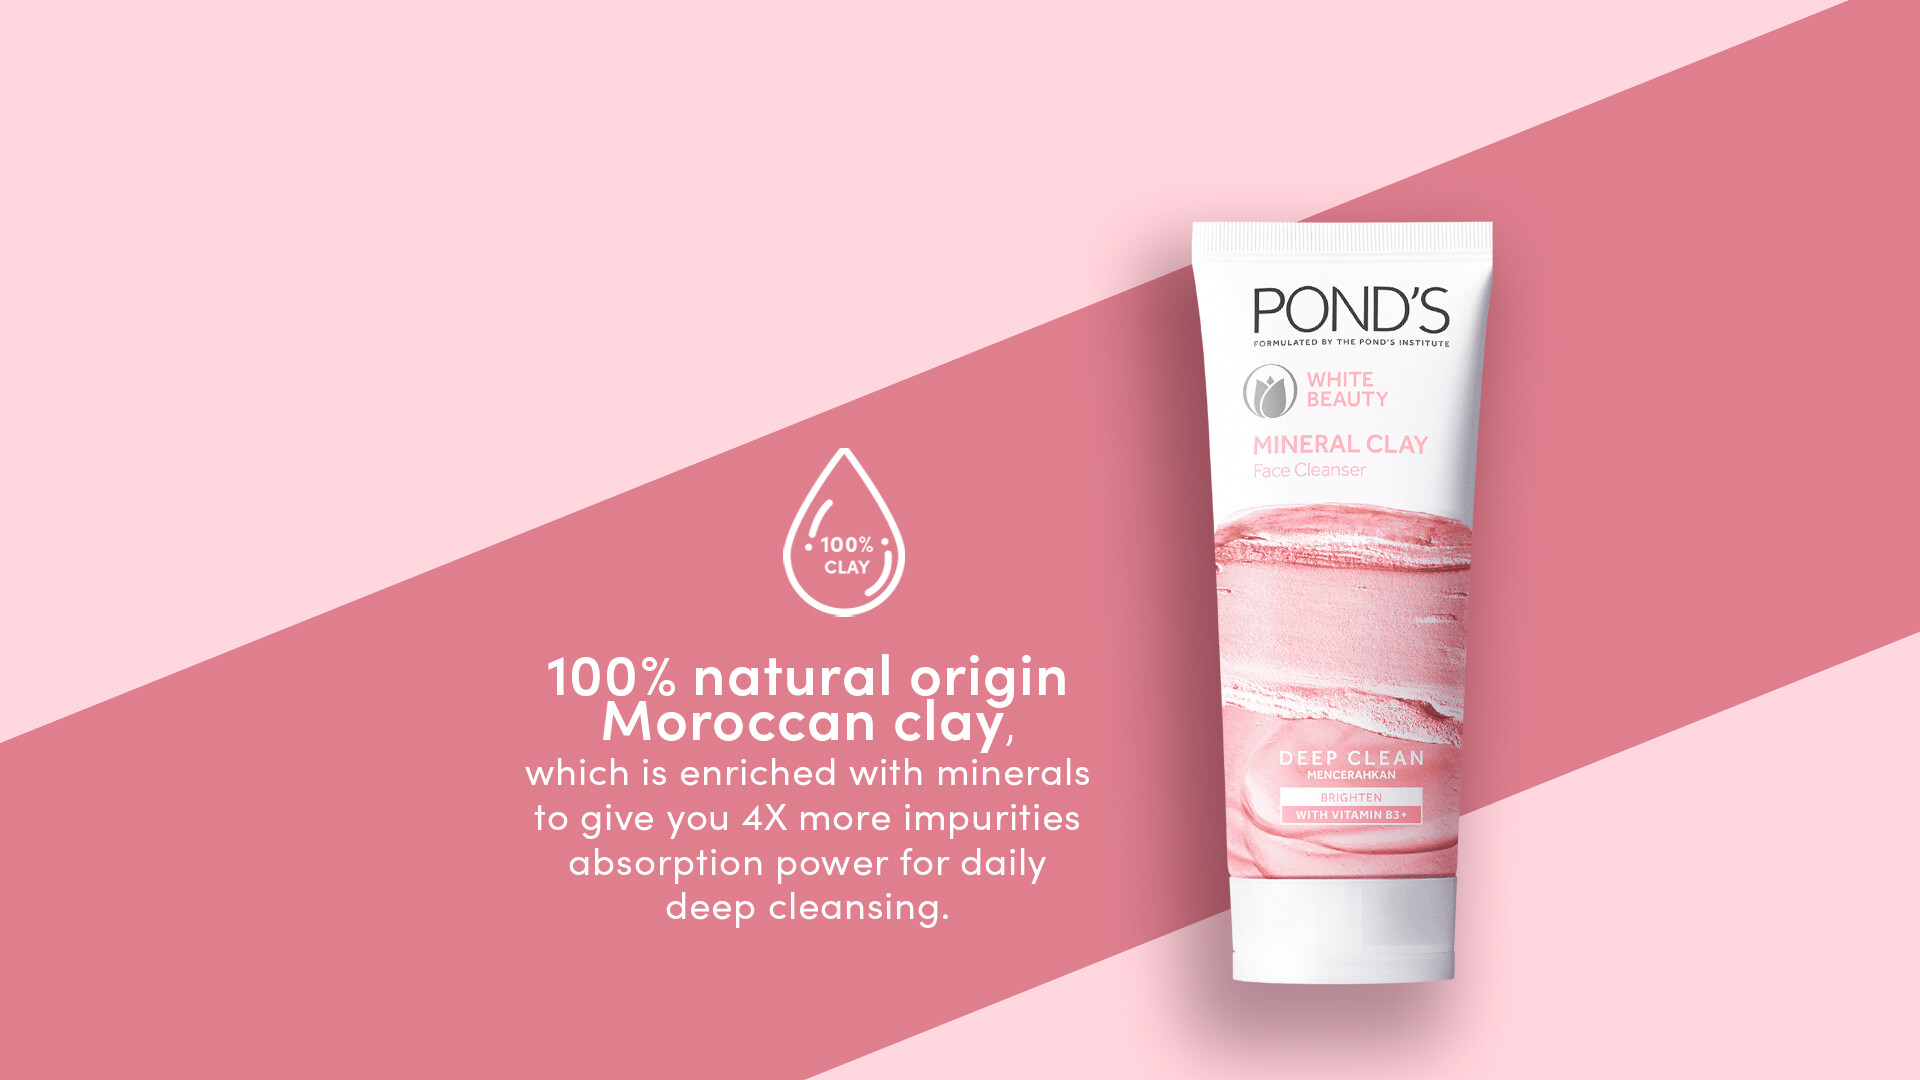 100%
CLAY
100% natural origin
Moroccan clay,
which is enriched with minerals
to give you 4X more impurities
absorption power for daily
deep cleansing.
POND'S
FORMULATED BY THE POND'S INSTITUTE
WHITE
BEAUTY
MINERAL CLAY
Face Cleanser
DEEP CLEAN
MENCERAHKAN
BRIGHTEN
WITH VITAMIN B3+